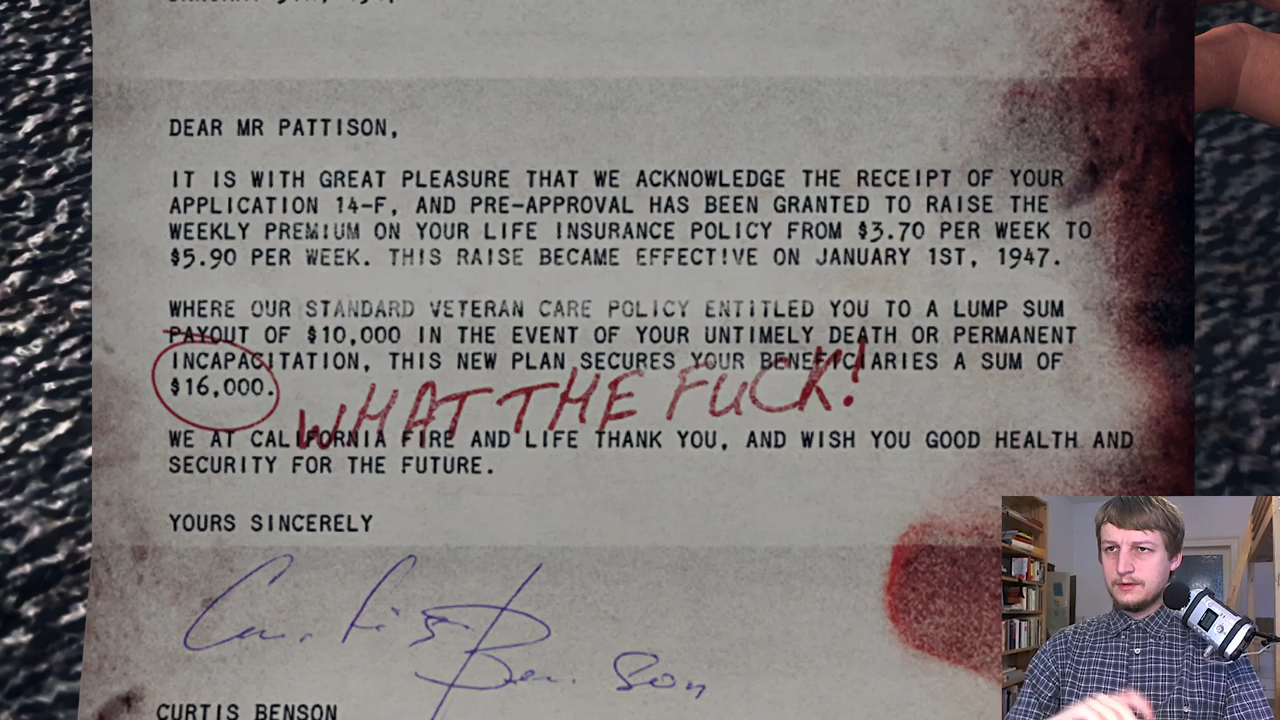 DEAR MR PATTISON,
IT IS WITH GREAT PLEASURE THAT WE ACKNOWLEDGE THE RECEIPT OF YOUR
APPLICATION 14-F, AND PRE-APPROVAL HAS BEEN GRANTED TO RAISE THE
WEEKLY PREMIUM ON YOUR LIFE INSURANCE POLICY FROM $3.70 PER WEEK TO
$5.90 PER WEEK. THIS RAISE BECAME EFFECTIVE ON JANUARY 1ST, 1947.
WHERE OUR STANDARD VETERAN CARE POLICY ENTITLED YOU TO A LUMP SUM
PAYOUT OF $10,000 IN THE EVENT OF YOUR UNTIMELY DEATH OR PERMANENT
INCAPACITATION, THIS NEW PLAN SECURES YOUR BENEFICIARIES A SUM OF
$16,000.
WHAT THE FUCK!
WE AT CALIFORNIA FIRE AND LIFE THANK YOU, AND WISH YOU GOOD HEALTH AND
SECURITY FOR THE FUTURE.
YOURS SINCERELY
Curtis Benson
CURTIS BENSON